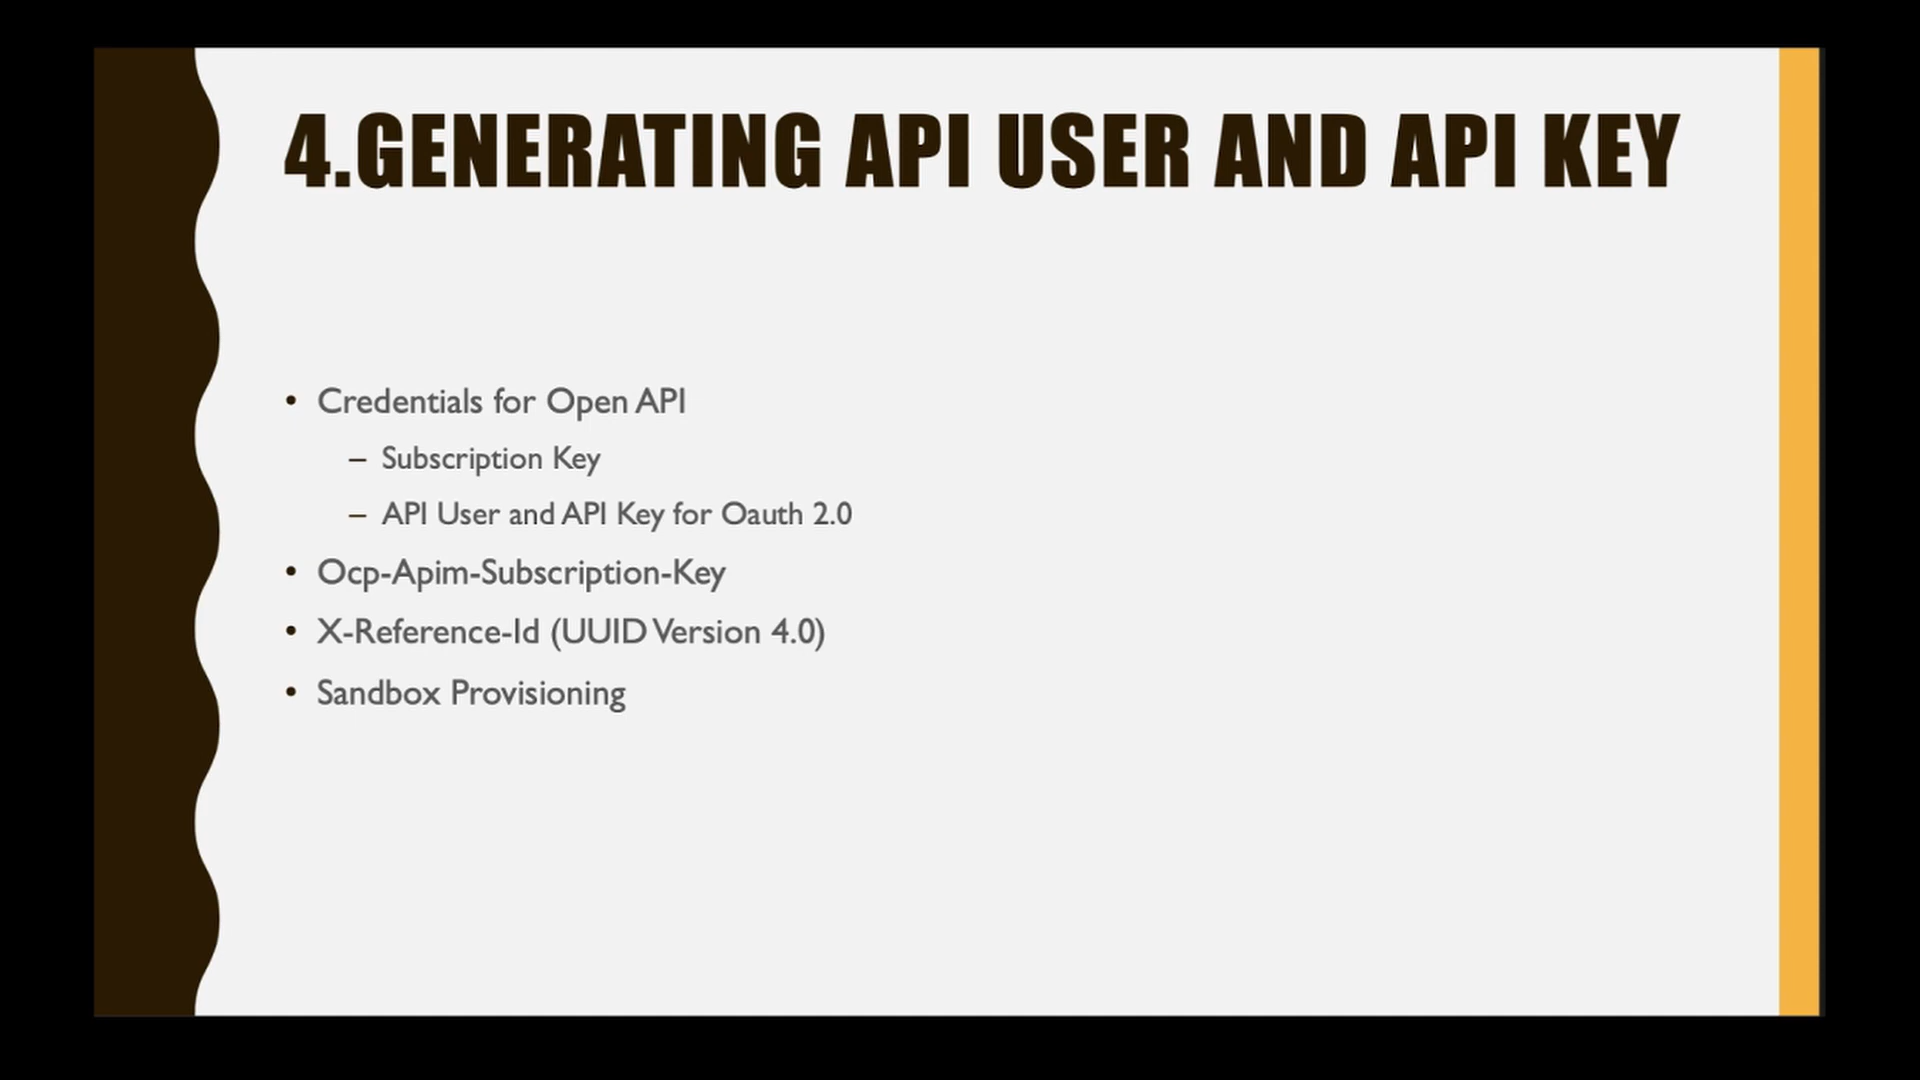 4.GENERATING API USER AND API KEY
• Credentials for Open API
– Subscription Key
– API User and API Key for Oauth 2.0
• Ocp-Apim-Subscription-Key
• X-Reference-Id (UUID Version 4.0)
• Sandbox Provisioning